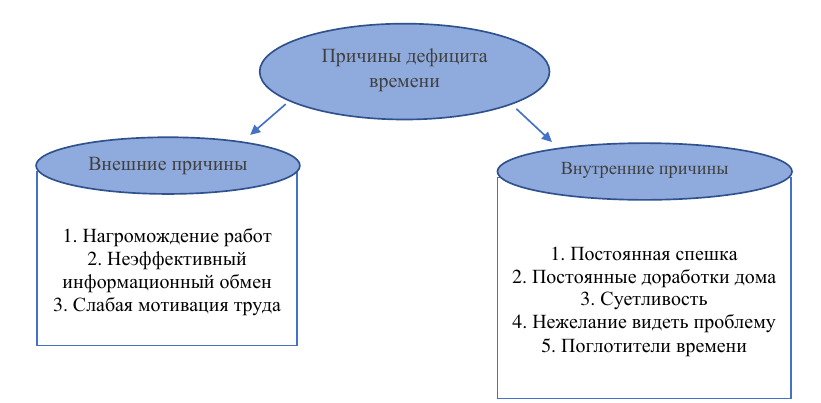 Причины дефицита
времени
Внешние причины
1. Нагромождение работ
2. Неэффективный
информационный обмен
3. Слабая мотивация труда
Внутренние причины
1. Постоянная спешка
2. Постоянные доработки дома
3. Суетливость
4. Нежелание видеть проблему
5. Поглотители времени